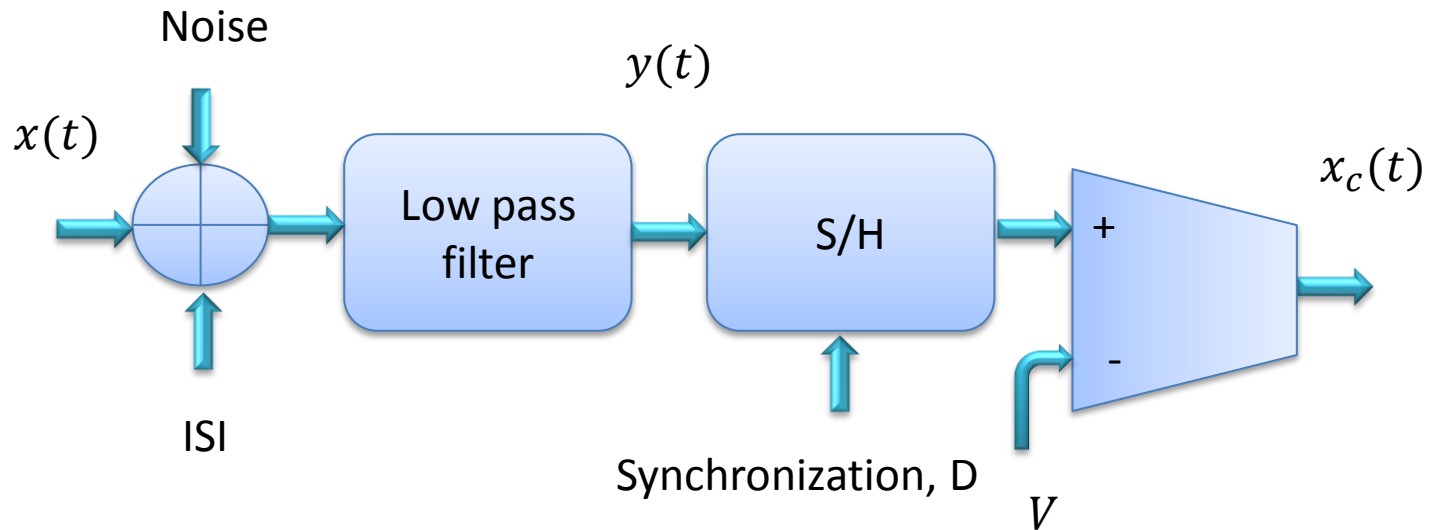 Noise
x(t)
y(t)
x_c(t)
Low pass
filter
S/H
+
-
ISI
Synchronization, D
V